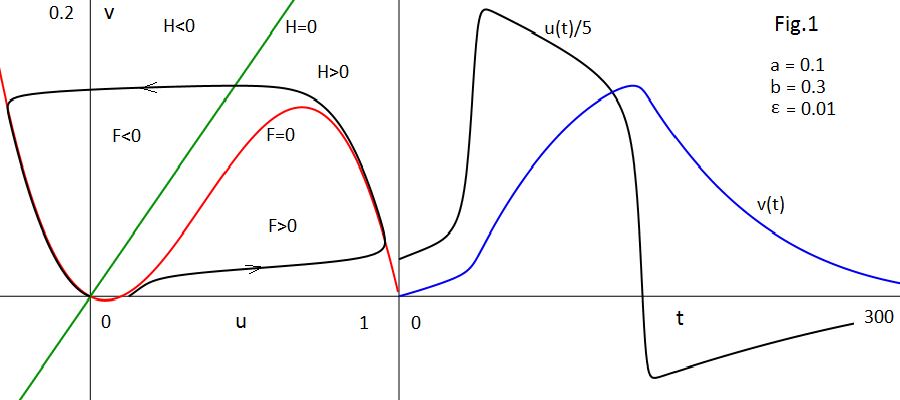 0.2
v
H<0
H=0
H>0
F<0
F=0
F>0
0
u
1
u(t)/5
v(t)
0
t
300
Fig.1
a = 0.1
b = 0.3
ε = 0.01